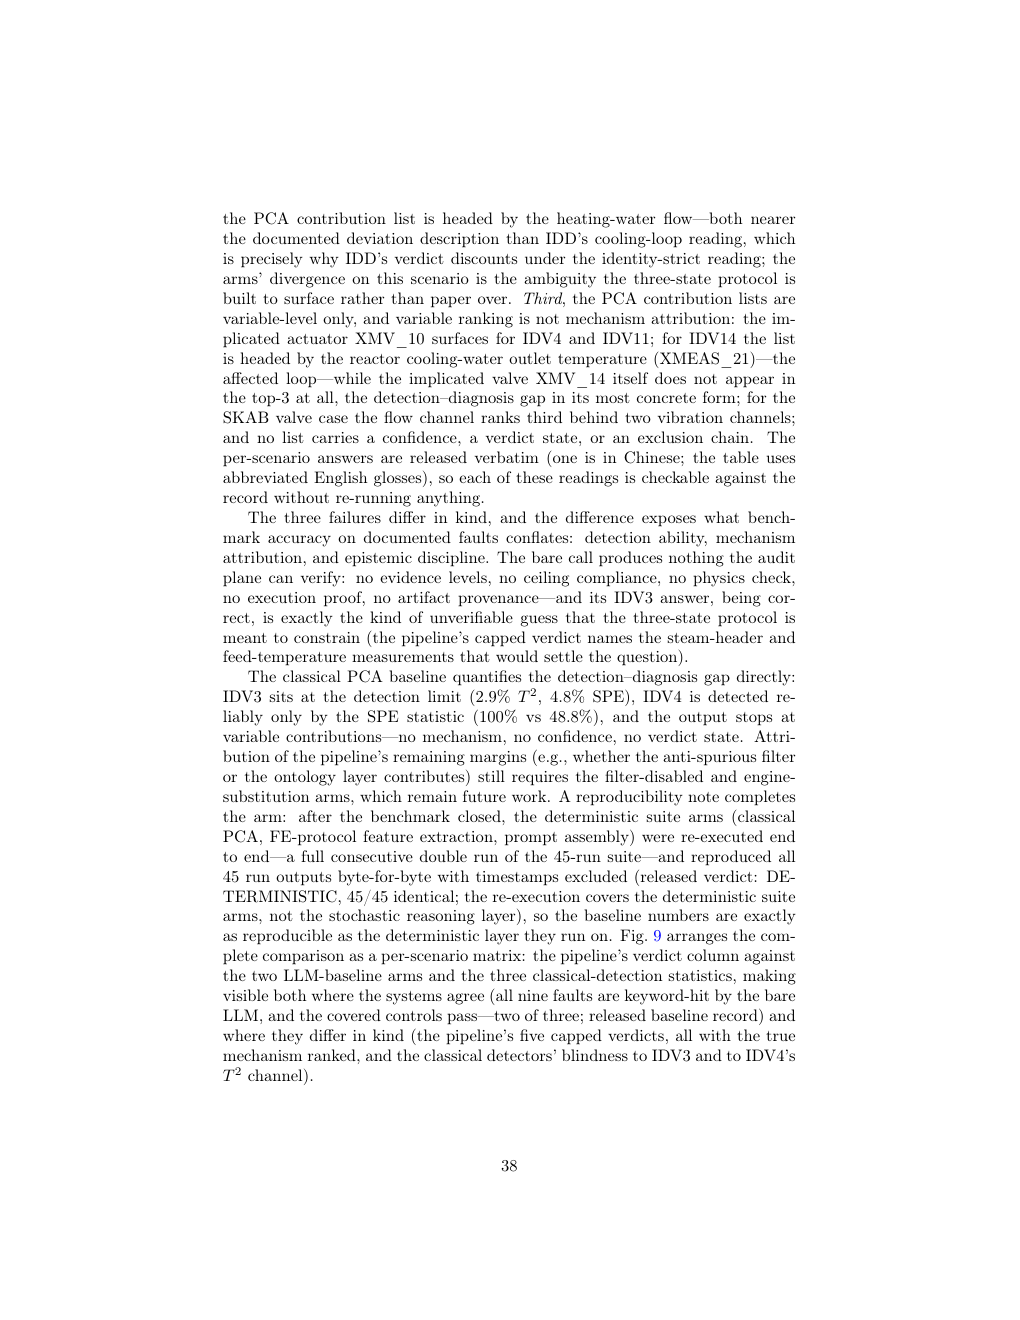 the PCA contribution list is headed by the heating-water flow—both nearer
the documented deviation description than IDD's cooling-loop reading, which
is precisely why IDD's verdict discounts under the identity-strict reading; the
arms' divergence on this scenario is the ambiguity the three-state protocol is
built to surface rather than paper over. Third, the PCA contribution lists are
variable-level only, and variable ranking is not mechanism attribution: the im-
plicated actuator XMV_10 surfaces for IDV4 and IDV11; for IDV14 the list
is headed by the reactor cooling-water outlet temperature (XMEAS_21)—the
affected loop—while the implicated valve XMV_14 itself does not appear in
the top-3 at all, the detection–diagnosis gap in its most concrete form; for the
SKAB valve case the flow channel ranks third behind two vibration channels;
and no list carries a confidence, a verdict state, or an exclusion chain. The
per-scenario answers are released verbatim (one is in Chinese; the table uses
abbreviated English glosses), so each of these readings is checkable against the
record without re-running anything.
The three failures differ in kind, and the difference exposes what bench-
mark accuracy on documented faults conflates: detection ability, mechanism
attribution, and epistemic discipline. The bare call produces nothing the audit
plane can verify: no evidence levels, no ceiling compliance, no physics check,
no execution proof, no artifact provenance—and its IDV3 answer, being cor-
rect, is exactly the kind of unverifiable guess that the three-state protocol is
meant to constrain (the pipeline's capped verdict names the steam-header and
feed-temperature measurements that would settle the question).
The classical PCA baseline quantifies the detection–diagnosis gap directly:
IDV3 sits at the detection limit (2.9% T², 4.8% SPE), IDV4 is detected re-
liably only by the SPE statistic (100% vs 48.8%), and the output stops at
variable contributions—no mechanism, no confidence, no verdict state. Attri-
bution of the pipeline's remaining margins (e.g., whether the anti-spurious filter
or the ontology layer contributes) still requires the filter-disabled and engine-
substitution arms, which remain future work. A reproducibility note completes
the arm: after the benchmark closed, the deterministic suite arms (classical
PCA, FE-protocol feature extraction, prompt assembly) were re-executed end
to end—a full consecutive double run of the 45-run suite—and reproduced all
45 run outputs byte-for-byte with timestamps excluded (released verdict: DE-
TERMINISTIC, 45/45 identical; the re-execution covers the deterministic suite
arms, not the stochastic reasoning layer), so the baseline numbers are exactly
as reproducible as the deterministic layer they run on. Fig. 9 arranges the com-
plete comparison as a per-scenario matrix: the pipeline's verdict column against
the two LLM-baseline arms and the three classical-detection statistics, making
visible both where the systems agree (all nine faults are keyword-hit by the bare
LLM, and the covered controls pass—two of three; released baseline record) and
where they differ in kind (the pipeline's five capped verdicts, all with the true
mechanism ranked, and the classical detectors' blindness to IDV3 and to IDV4's
T² channel).
38